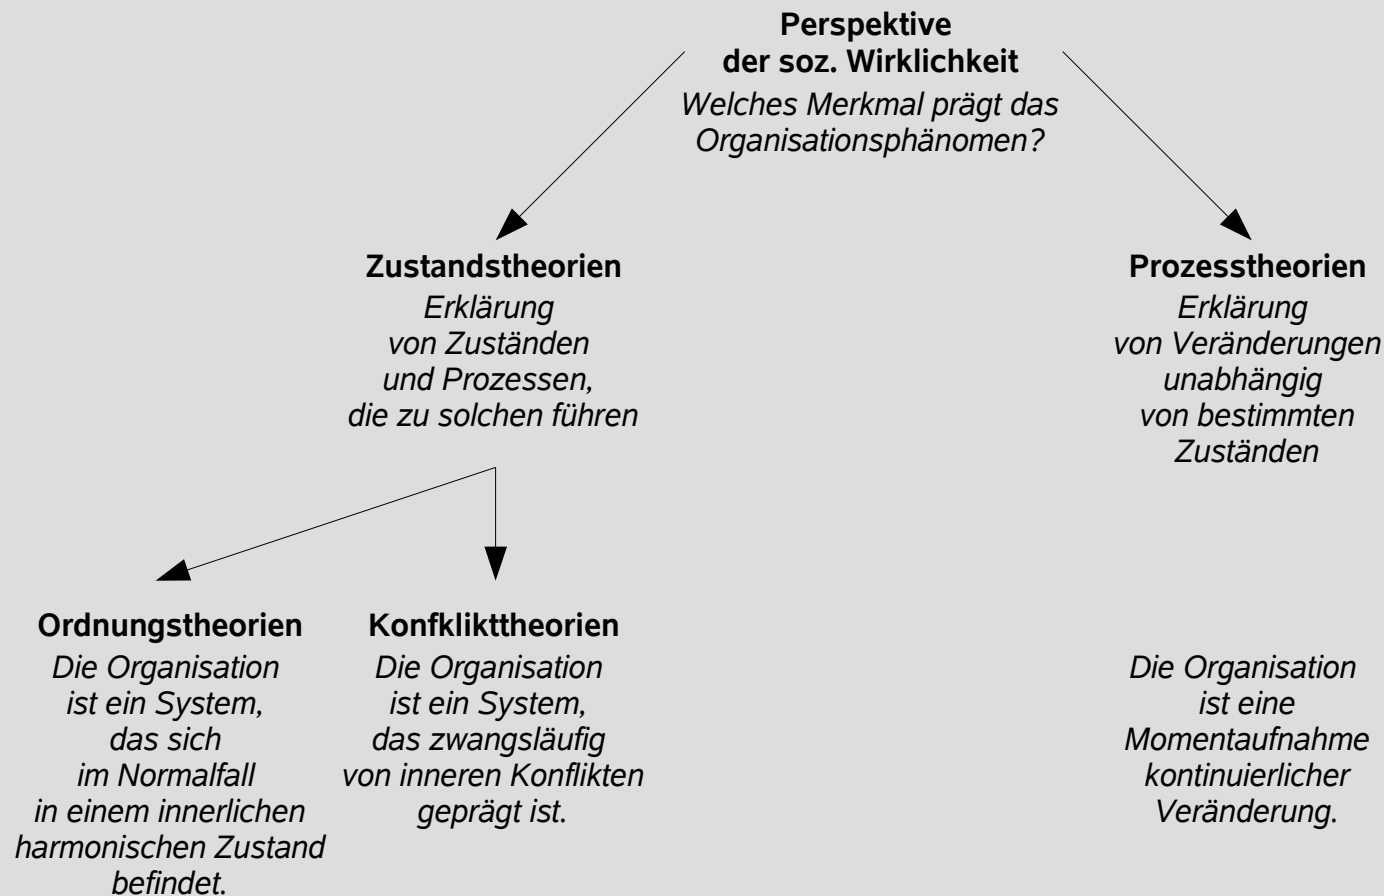 Perspektive
der soz. Wirklichkeit
Welches Merkmal prägt das
Organisationsphänomen?
Zustandstheorien
Erklärung
von Zuständen
und Prozessen,
die zu solchen führen
Prozesstheorien
Erklärung
von Veränderungen
unabhängig
von bestimmten
Zuständen
Ordnungstheorien
Die Organisation
ist ein System,
das sich
im Normalfall
in einem innerlichen
harmonischen Zustand
befindet.
Konfklikttheorien
Die Organisation
ist ein System,
das zwangsläufig
von inneren Konflikten
geprägt ist.
Die Organisation
ist eine
Momentaufnahme
kontinuierlicher
Veränderung.